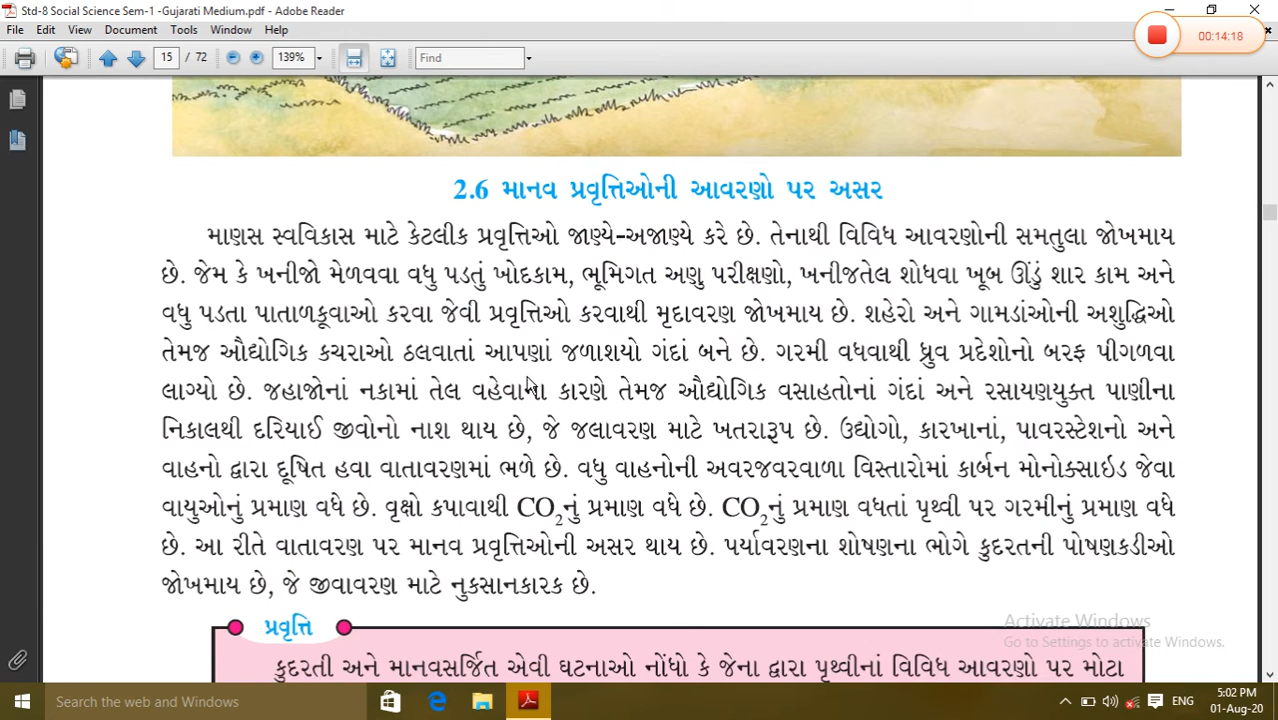 Std-8 Social Science Sem-1 -Gujarati Medium.pdf - Adobe Reader
File Edit View Document Tools Window Help
00:14:18
15 / 72 139% Find
2.6 માનવ પ્રવૃત્તિઓની આવરણો પર અસર
માણસ સ્વવિકાસ માટે કેટલીક પ્રવૃત્તિઓ જાણ્યે-અજાણ્યે કરે છે. તેનાથી વિવિધ આવરણોની સમતુલા જોખમાય
છે. જેમ કે ખનીજો મેળવવા વધુ પડતું ખોદકામ, ભૂમિગત અણુ પરીક્ષણો, ખનીજતેલ શોધવા ખૂબ ઊંડું શાર કામ અને
વધુ પડતા પાતાળકૂવાઓ કરવા જેવી પ્રવૃત્તિઓ કરવાથી મૃદાવરણ જોખમાય છે. શહેરો અને ગામડાંઓની અશુદ્ધિઓ
તેમજ ઔદ્યોગિક કચરાઓ ઠલવાતાં આપણાં જળાશયો ગંદાં બને છે. ગરમી વધવાથી ધ્રુવ પ્રદેશોનો બરફ પીગળવા
લાગ્યો છે. જહાજોનાં નકામાં તેલ વહેવાના કારણે તેમજ ઔદ્યોગિક વસાહતોનાં ગંદાં અને રસાયણયુક્ત પાણીના
નિકાલથી દરિયાઈ જીવોનો નાશ થાય છે, જે જલાવરણ માટે ખતરારૂપ છે. ઉદ્યોગો, કારખાનાં, પાવરસ્ટેશનો અને
વાહનો દ્વારા દૂષિત હવા વાતાવરણમાં ભળે છે. વધુ વાહનોની અવરજવરવાળા વિસ્તારોમાં કાર્બન મોનોક્સાઇડ જેવા
વાયુઓનું પ્રમાણ વધે છે. વૃક્ષો કપાવાથી CO₂નું પ્રમાણ વધે છે. CO₂નું પ્રમાણ વધતાં પૃથ્વી પર ગરમીનું પ્રમાણ વધે
છે. આ રીતે વાતાવરણ પર માનવ પ્રવૃત્તિઓની અસર થાય છે. પર્યાવરણના શોષણના ભોગે કુદરતની પોષણકડીઓ
જોખમાય છે, જે જીવાવરણ માટે નુકસાનકારક છે.
Activate Windows
Go to Settings to activate Windows.
પ્રવૃત્તિ
કુદરતી અને માનવસર્જિત એવી ઘટનાઓ નોંધો કે જેના દ્વારા પૃથ્વીનાં વિવિધ આવરણો પર મોટા
Search the web and Windows
ENG
5:02 PM
01-Aug-20